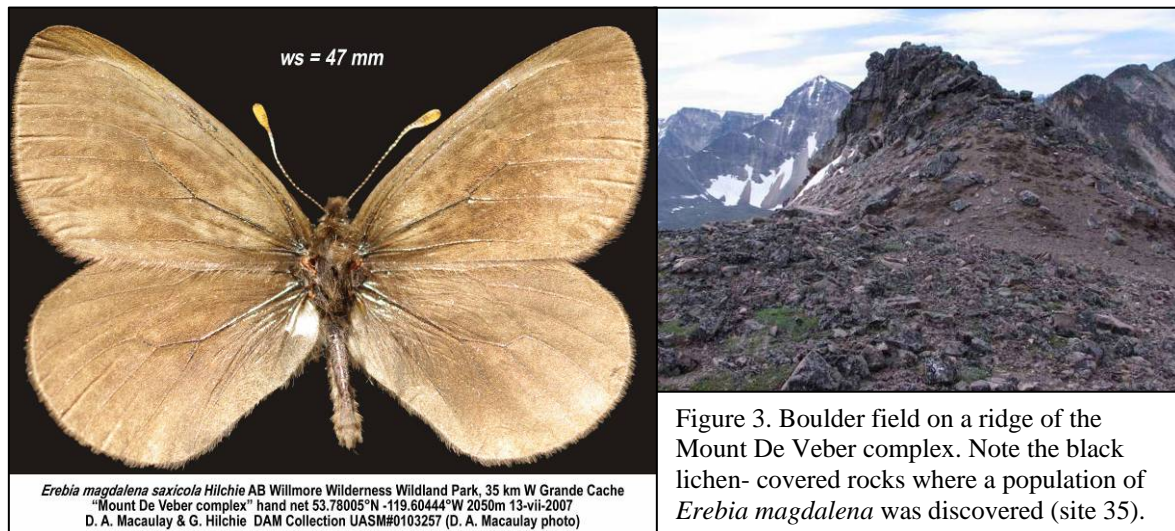 ws = 47 mm
Erebia magdalena saxicola Hilchie AB Willmore Wilderness Wildland Park, 35 km W Grande Cache
"Mount De Veber complex" hand net 53.78005°N -119.60444°W 2050m 13-vii-2007
D. A. Macaulay & G. Hilchie DAM Collection UASM#0103257 (D. A. Macaulay photo)
Figure 3. Boulder field on a ridge of the
Mount De Veber complex. Note the black
lichen- covered rocks where a population of
Erebia magdalena was discovered (site 35).